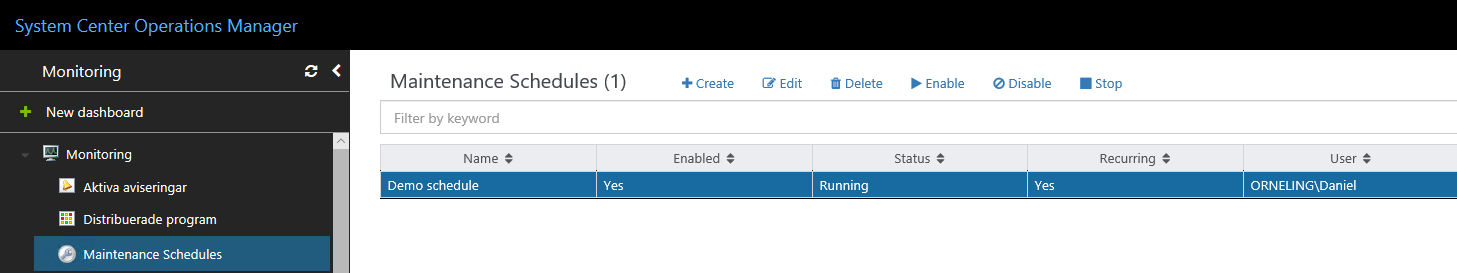 System Center Operations Manager
Monitoring
New dashboard
Monitoring
Aktiva aviseringar
Distribuerade program
Maintenance Schedules
Maintenance Schedules (1) Create Edit Delete Enable Disable Stop
Filter by keyword
Name Enabled Status Recurring User
Demo schedule Yes Running Yes ORNELING\Daniel